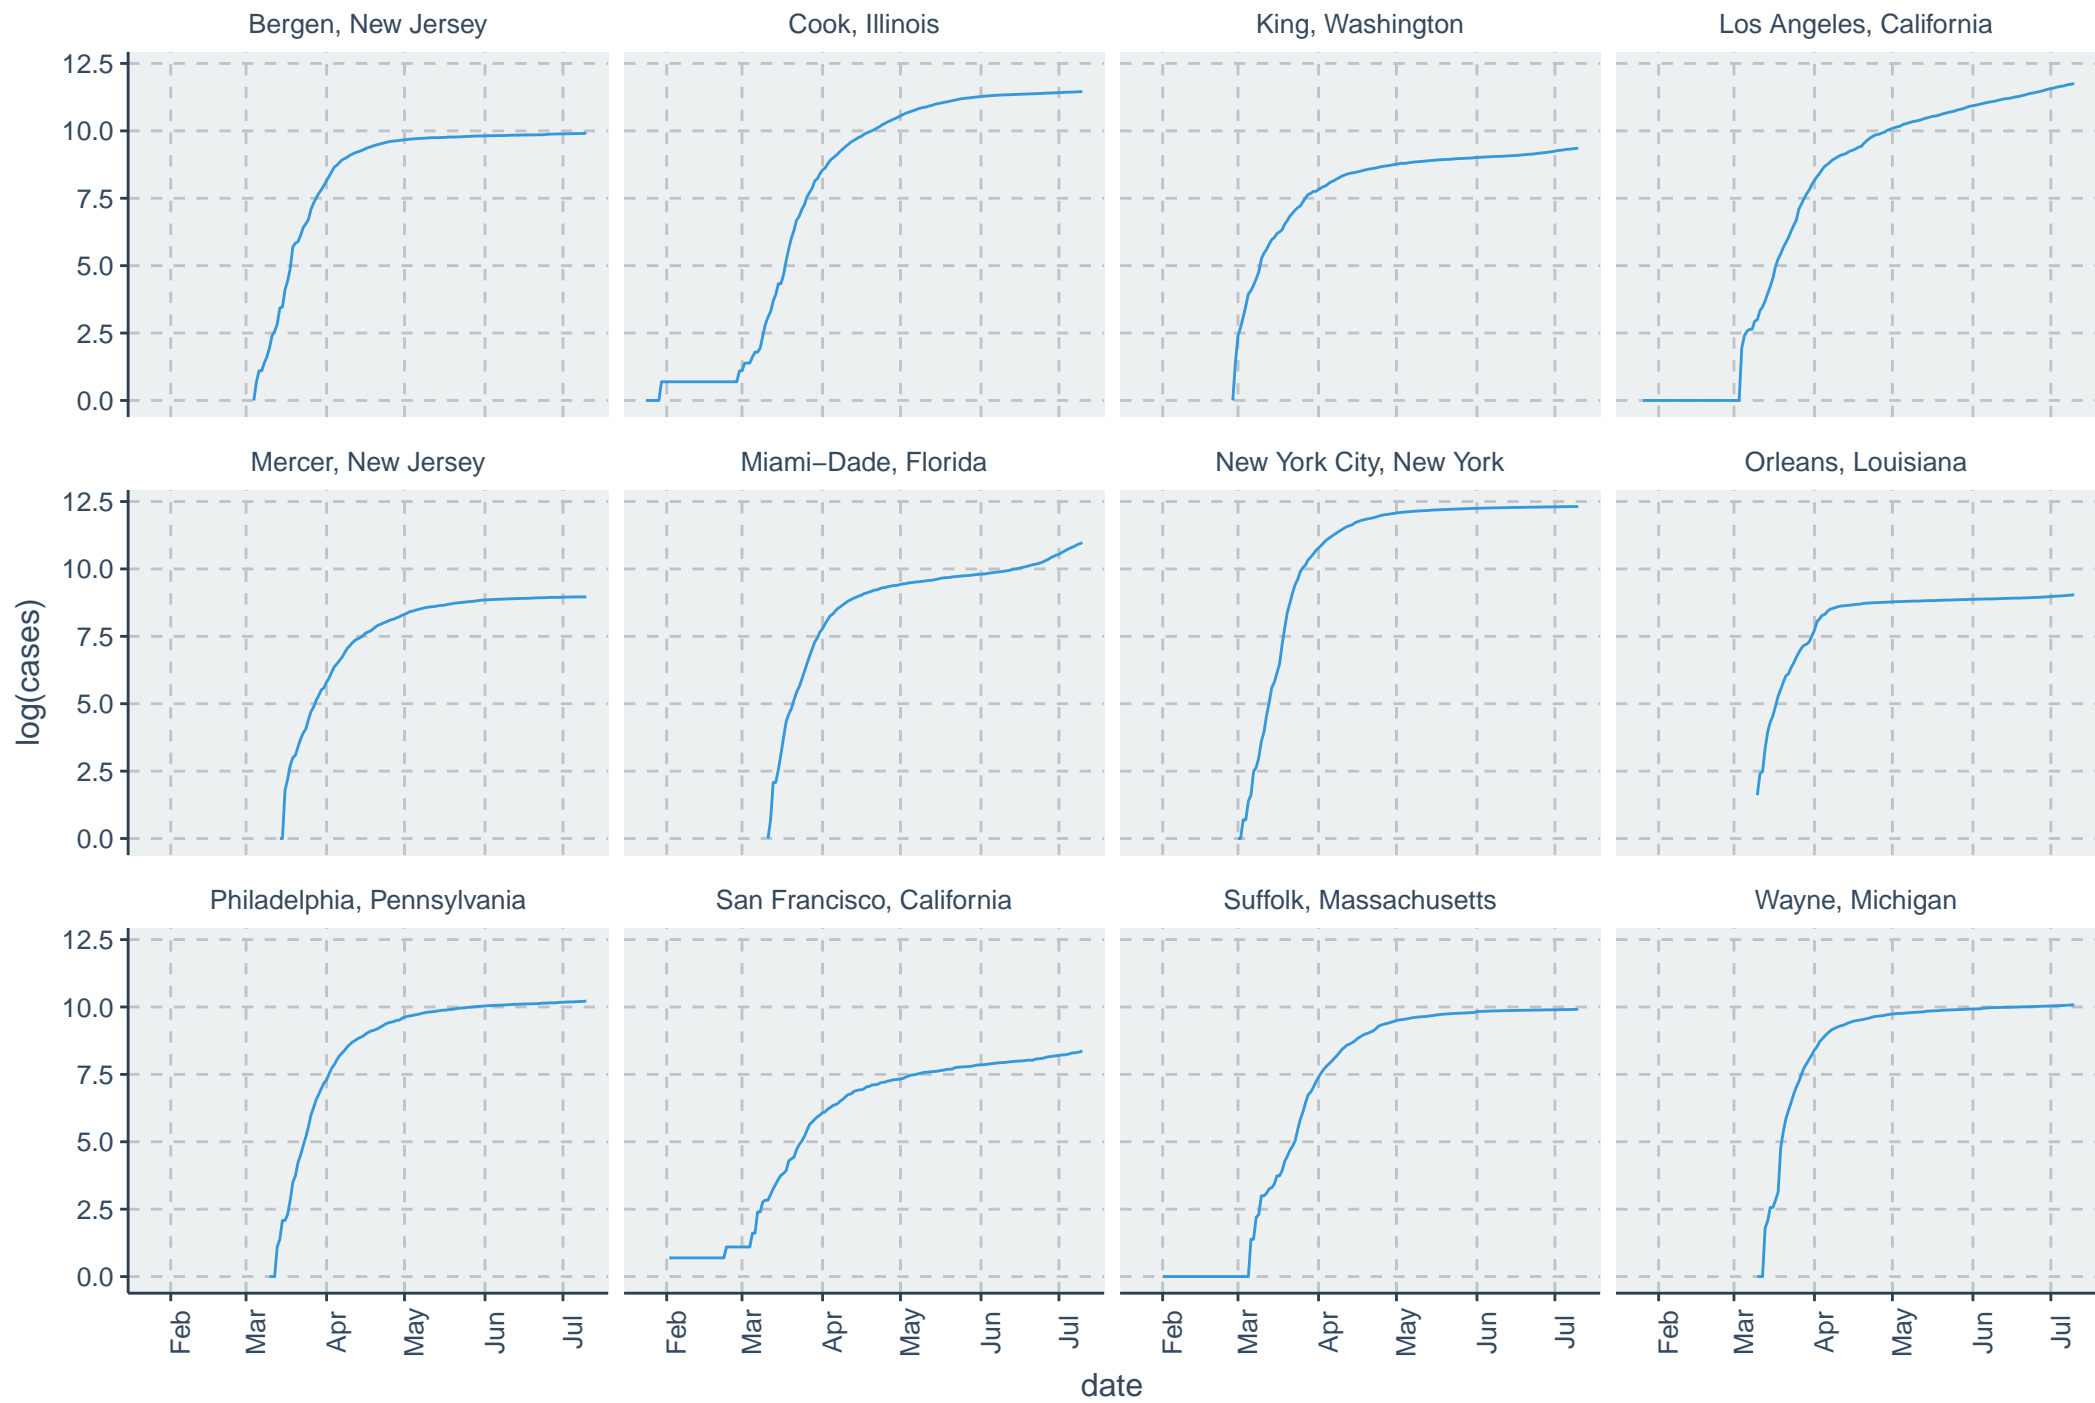 Bergen, New Jersey
Cook, Illinois
King, Washington
Los Angeles, California
12.5
10.0
7.5
5.0
2.5
0.0
Mercer, New Jersey
Miami−Dade, Florida
New York City, New York
Orleans, Louisiana
12.5
10.0
7.5
5.0
2.5
0.0
log(cases)
Philadelphia, Pennsylvania
San Francisco, California
Suffolk, Massachusetts
Wayne, Michigan
12.5
10.0
7.5
5.0
2.5
0.0
Feb
Mar
Apr
May
Jun
Jul
Feb
Mar
Apr
May
Jun
Jul
Feb
Mar
Apr
May
Jun
Jul
Feb
Mar
Apr
May
Jun
Jul
date